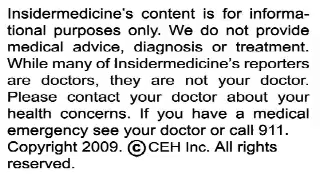 Insidermedicine's content is for informa-
tional purposes only. We do not provide
medical advice, diagnosis or treatment.
While many of Insidermedicine's reporters
are doctors, they are not your doctor.
Please contact your doctor about your
health concerns. If you have a medical
emergency see your doctor or call 911.
Copyright 2009. ©CEH Inc. All rights
reserved.